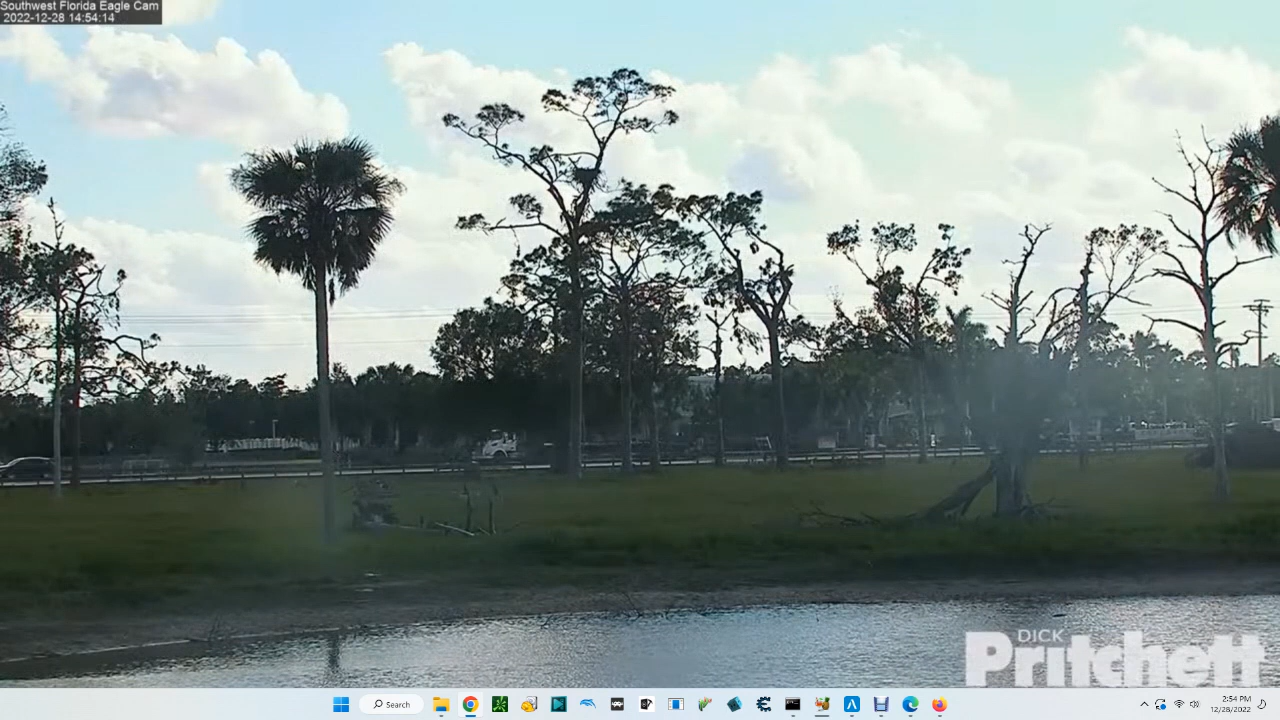 Southwest Florida Eagle Cam
2022-12-28 14:54:14
DICK
Pritchett
Search
2:54 PM
12/28/2022